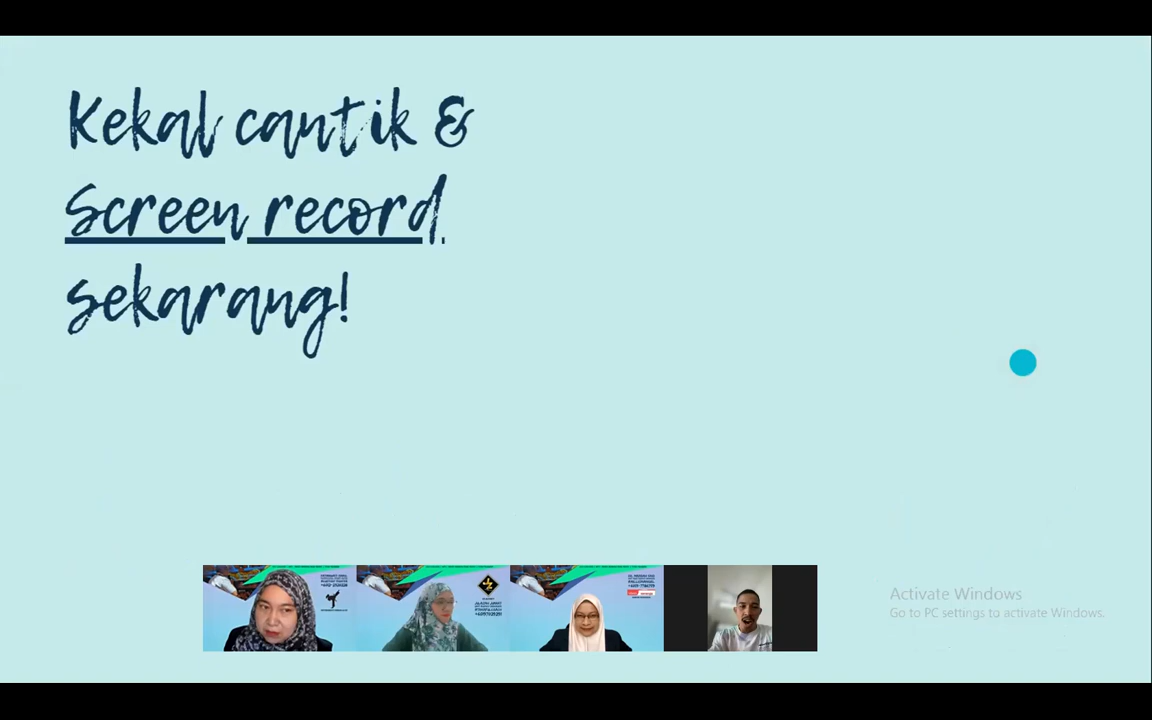 Kekal cantik &
Screen record
sekarang!
Activate Windows
Go to PC settings to activate Windows.